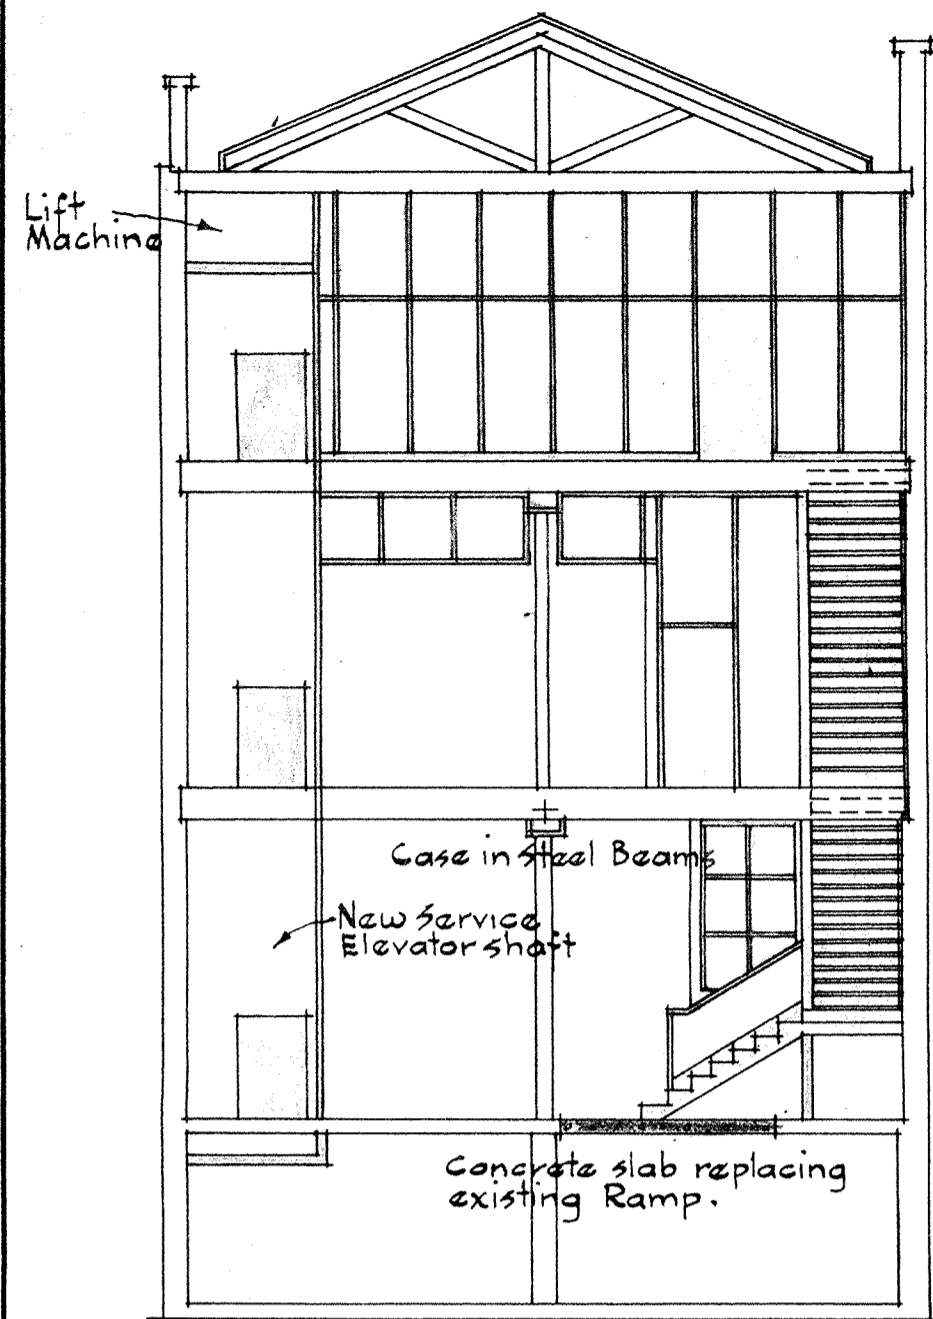 Lift
Machine
Case in Steel Beams
New Service
Elevator shaft
Concrete slab replacing
existing Ramp.